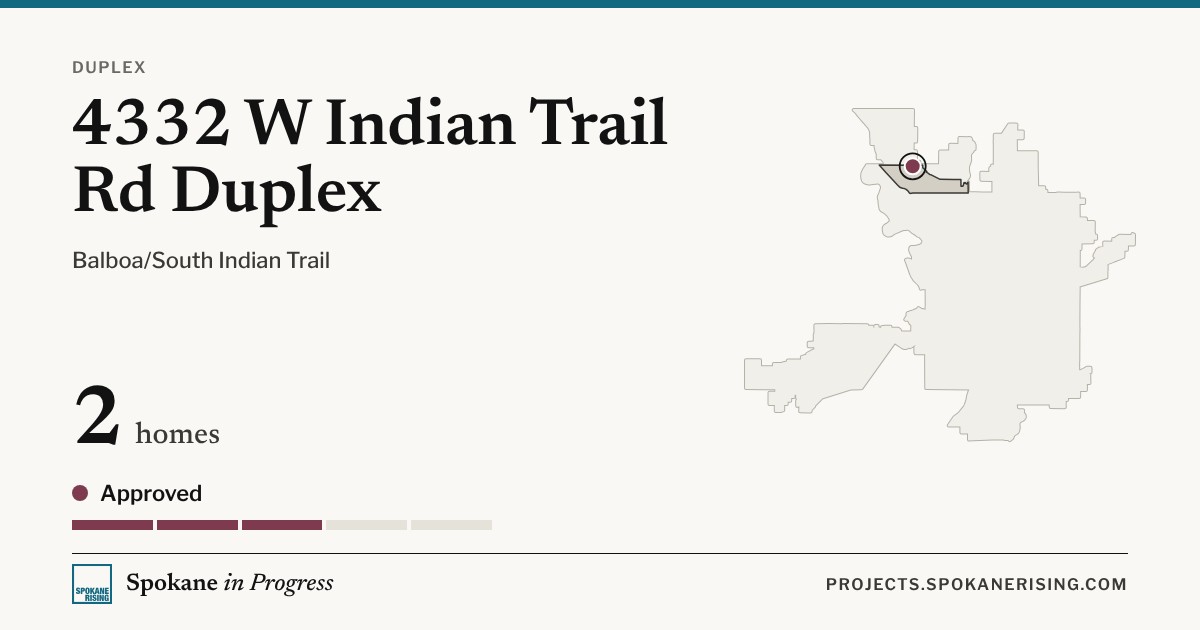 DUPLEX
4332 W Indian Trail
Rd Duplex
Balboa/South Indian Trail
2 homes
Approved
SPOKANE
RISING
Spokane in Progress
PROJECTS.SPOKANERISING.COM